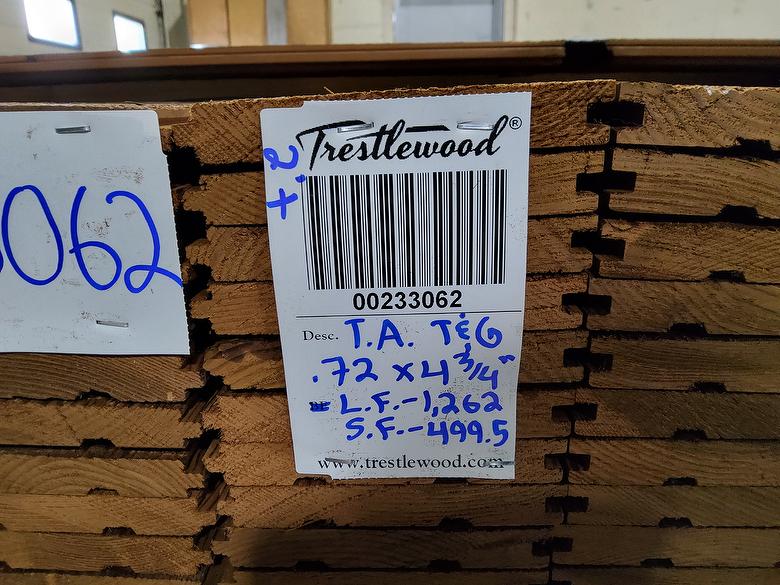 062
Trestlewood®
+2
00233062
Desc. T.A. T&G
.72 x 4 3/4"
L.F.-1,262
S.F.-499.5
www.trestlewood.com